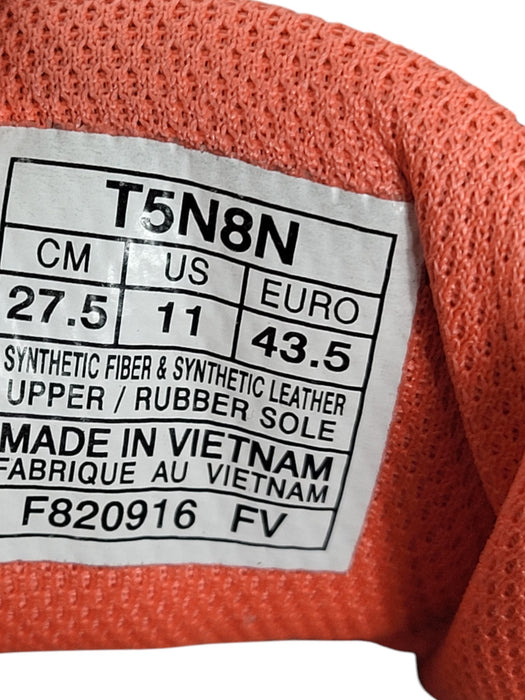 T5N8N
CM US EURO
27.5 11 43.5
SYNTHETIC FIBER & SYNTHETIC LEATHER
UPPER / RUBBER SOLE
MADE IN VIETNAM
FABRIQUE AU VIETNAM
F820916 FV